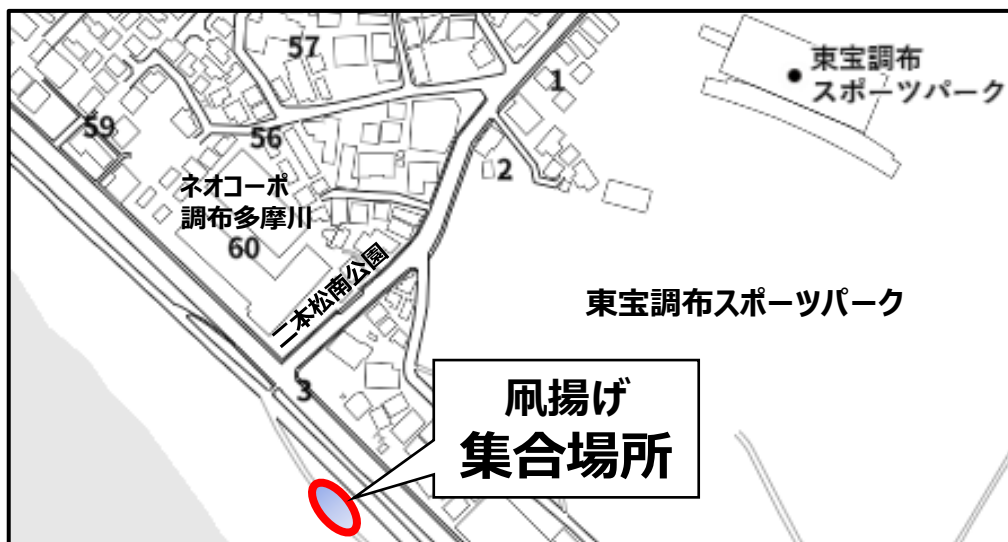 57
1
東宝調布
スポーツパーク
59
56
2
ネオコーポ
調布多摩川
60
二本松南公園
東宝調布スポーツパーク
3
凧揚げ
集合場所